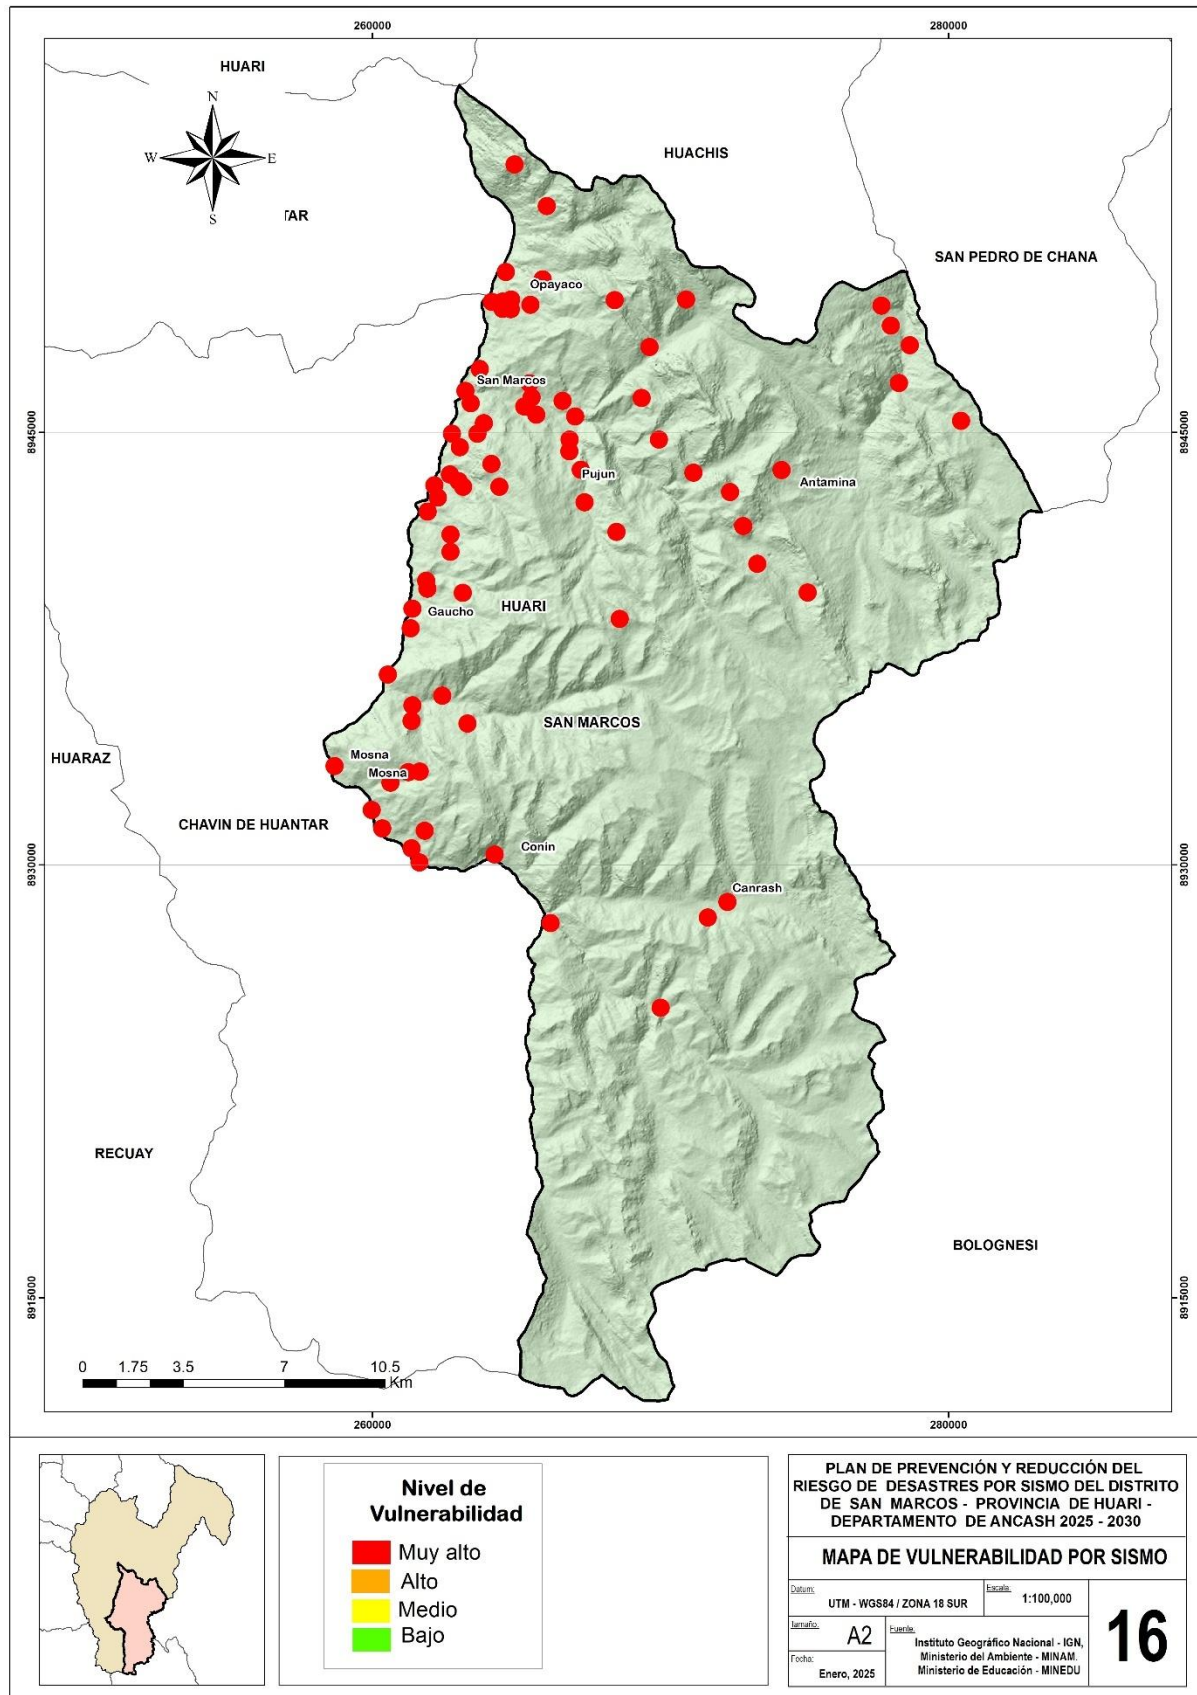 260000
280000
HUARI
N
W
E
S
TAR
HUACHIS
SAN PEDRO DE CHANA
Opayaco
San Marcos
8945000
8945000
Pujun
Antamina
HUARI
Gaucho
SAN MARCOS
HUARAZ
Mosna
Mosna
CHAVIN DE HUANTAR
Conin
8930000
8930000
Canrash
RECUAY
BOLOGNESI
8915000
8915000
0 1.75 3.5 7 10.5
Km
260000
280000
Nivel de
Vulnerabilidad
Muy alto
Alto
Medio
Bajo
PLAN DE PREVENCIÓN Y REDUCCIÓN DEL
RIESGO DE DESASTRES POR SISMO DEL DISTRITO
DE SAN MARCOS - PROVINCIA DE HUARI -
DEPARTAMENTO DE ANCASH 2025 - 2030
MAPA DE VULNERABILIDAD POR SISMO
Datum:
UTM - WGS84 / ZONA 18 SUR
Escala:
1:100,000
Tamaño:
A2
Fecha:
Enero, 2025
Fuente:
Instituto Geográfico Nacional - IGN,
Ministerio del Ambiente - MINAM.
Ministerio de Educación - MINEDU
16